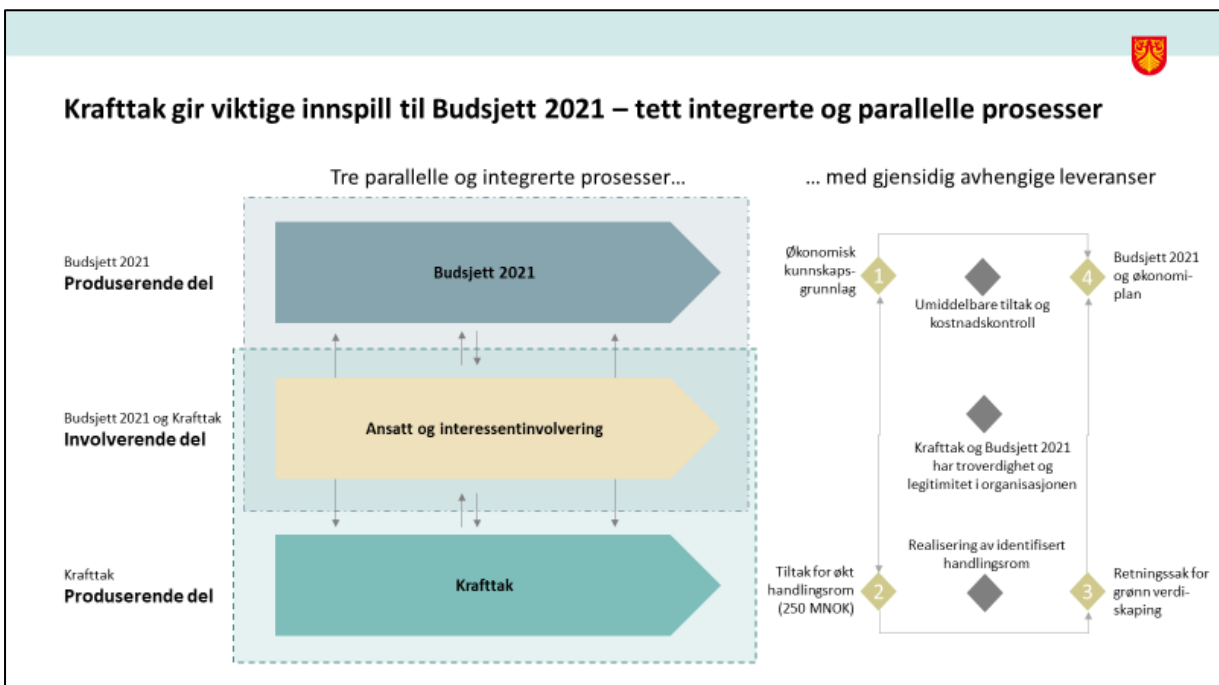 Krafttak gir viktige innspill til Budsjett 2021 – tett integrerte og parallelle prosesser
Tre parallelle og integrerte prosesser...
Budsjett 2021
Produserende del
Budsjett 2021
Budsjett 2021 og Krafttak
Involverende del
Ansatt og interessentinvolvering
Krafttak
Produserende del
Krafttak
... med gjensidig avhengige leveranser
Økonomisk
kunnskaps-
grunnlag
1
Umiddelbare tiltak og
kostnadskontroll
4
Budsjett 2021
og økonomi-
plan
Krafttak og Budsjett 2021
har troverdighet og
legitimitet i organisasjonen
Realisering av identifisert
handlingsrom
Tiltak for økt
handlingsrom
(250 MNOK)
2
3
Retningssak for
grønn verdi-
skaping